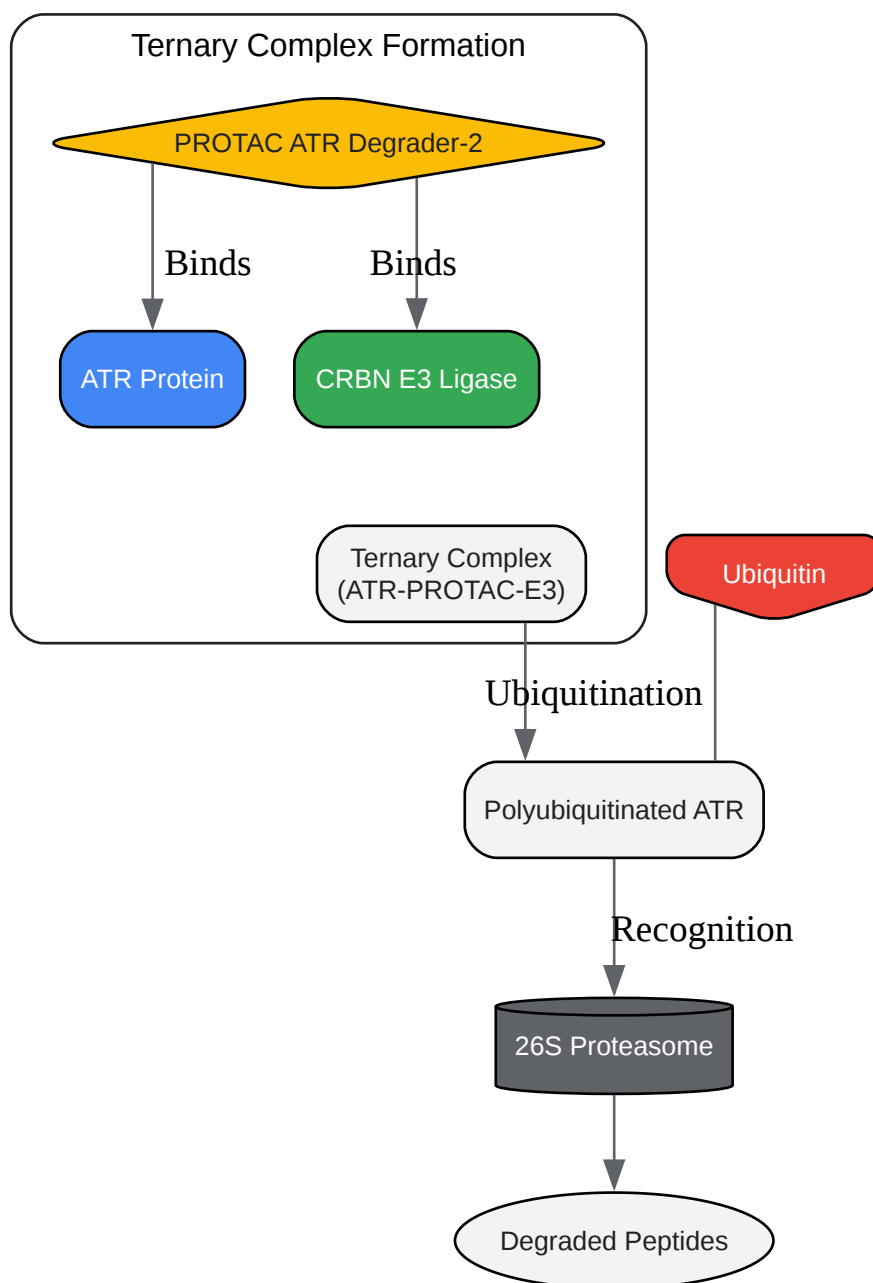 Ternary Complex Formation
PROTAC ATR Degrader-2
Binds
Binds
ATR Protein
CRBN E3 Ligase
Ternary Complex
(ATR-PROTAC-E3)
Ubiquitin
Ubiquitination
Polyubiquitinated ATR
Recognition
26S Proteasome
Degraded Peptides